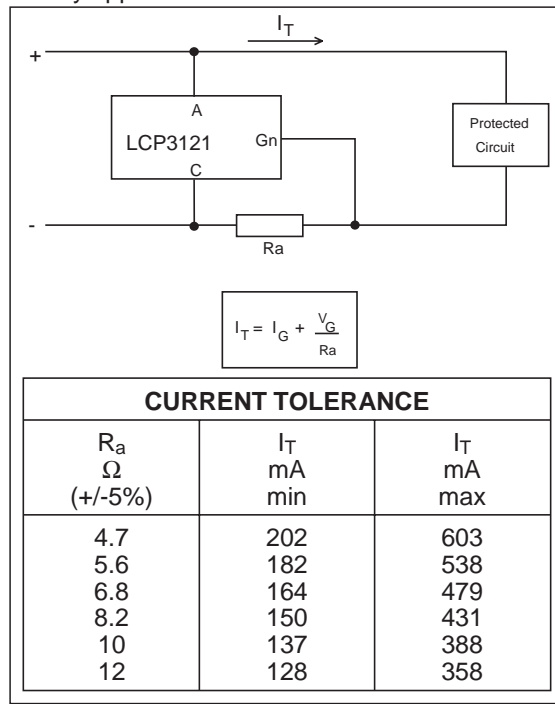 I_T
+
A
LCP3121
Gn
C
Protected
Circuit
-
Ra
I_T = I_G + V_G / Ra
CURRENT TOLERANCE
R_a I_T I_T
Ω mA mA
(+/-5%) min max
4.7 202 603
5.6 182 538
6.8 164 479
8.2 150 431
10 137 388
12 128 358